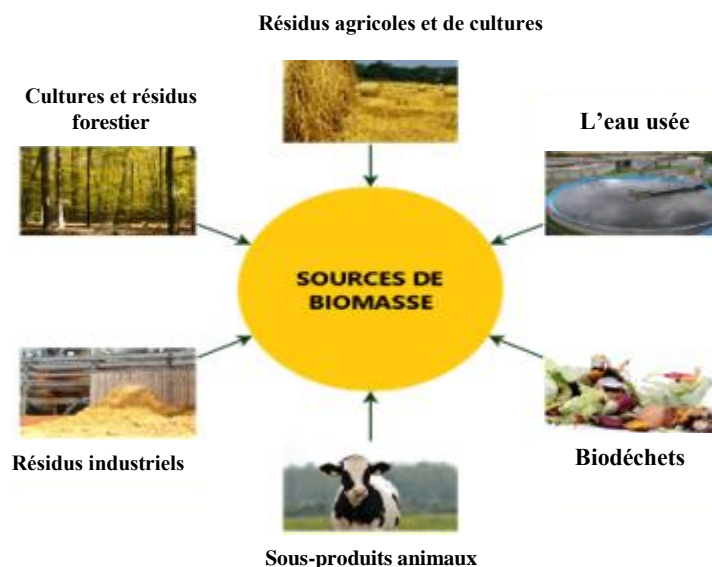 Résidus agricoles et de cultures
Cultures et résidus
forestier
L’eau usée
SOURCES DE
BIOMASSE
Résidus industriels
Biodéchets
Sous-produits animaux